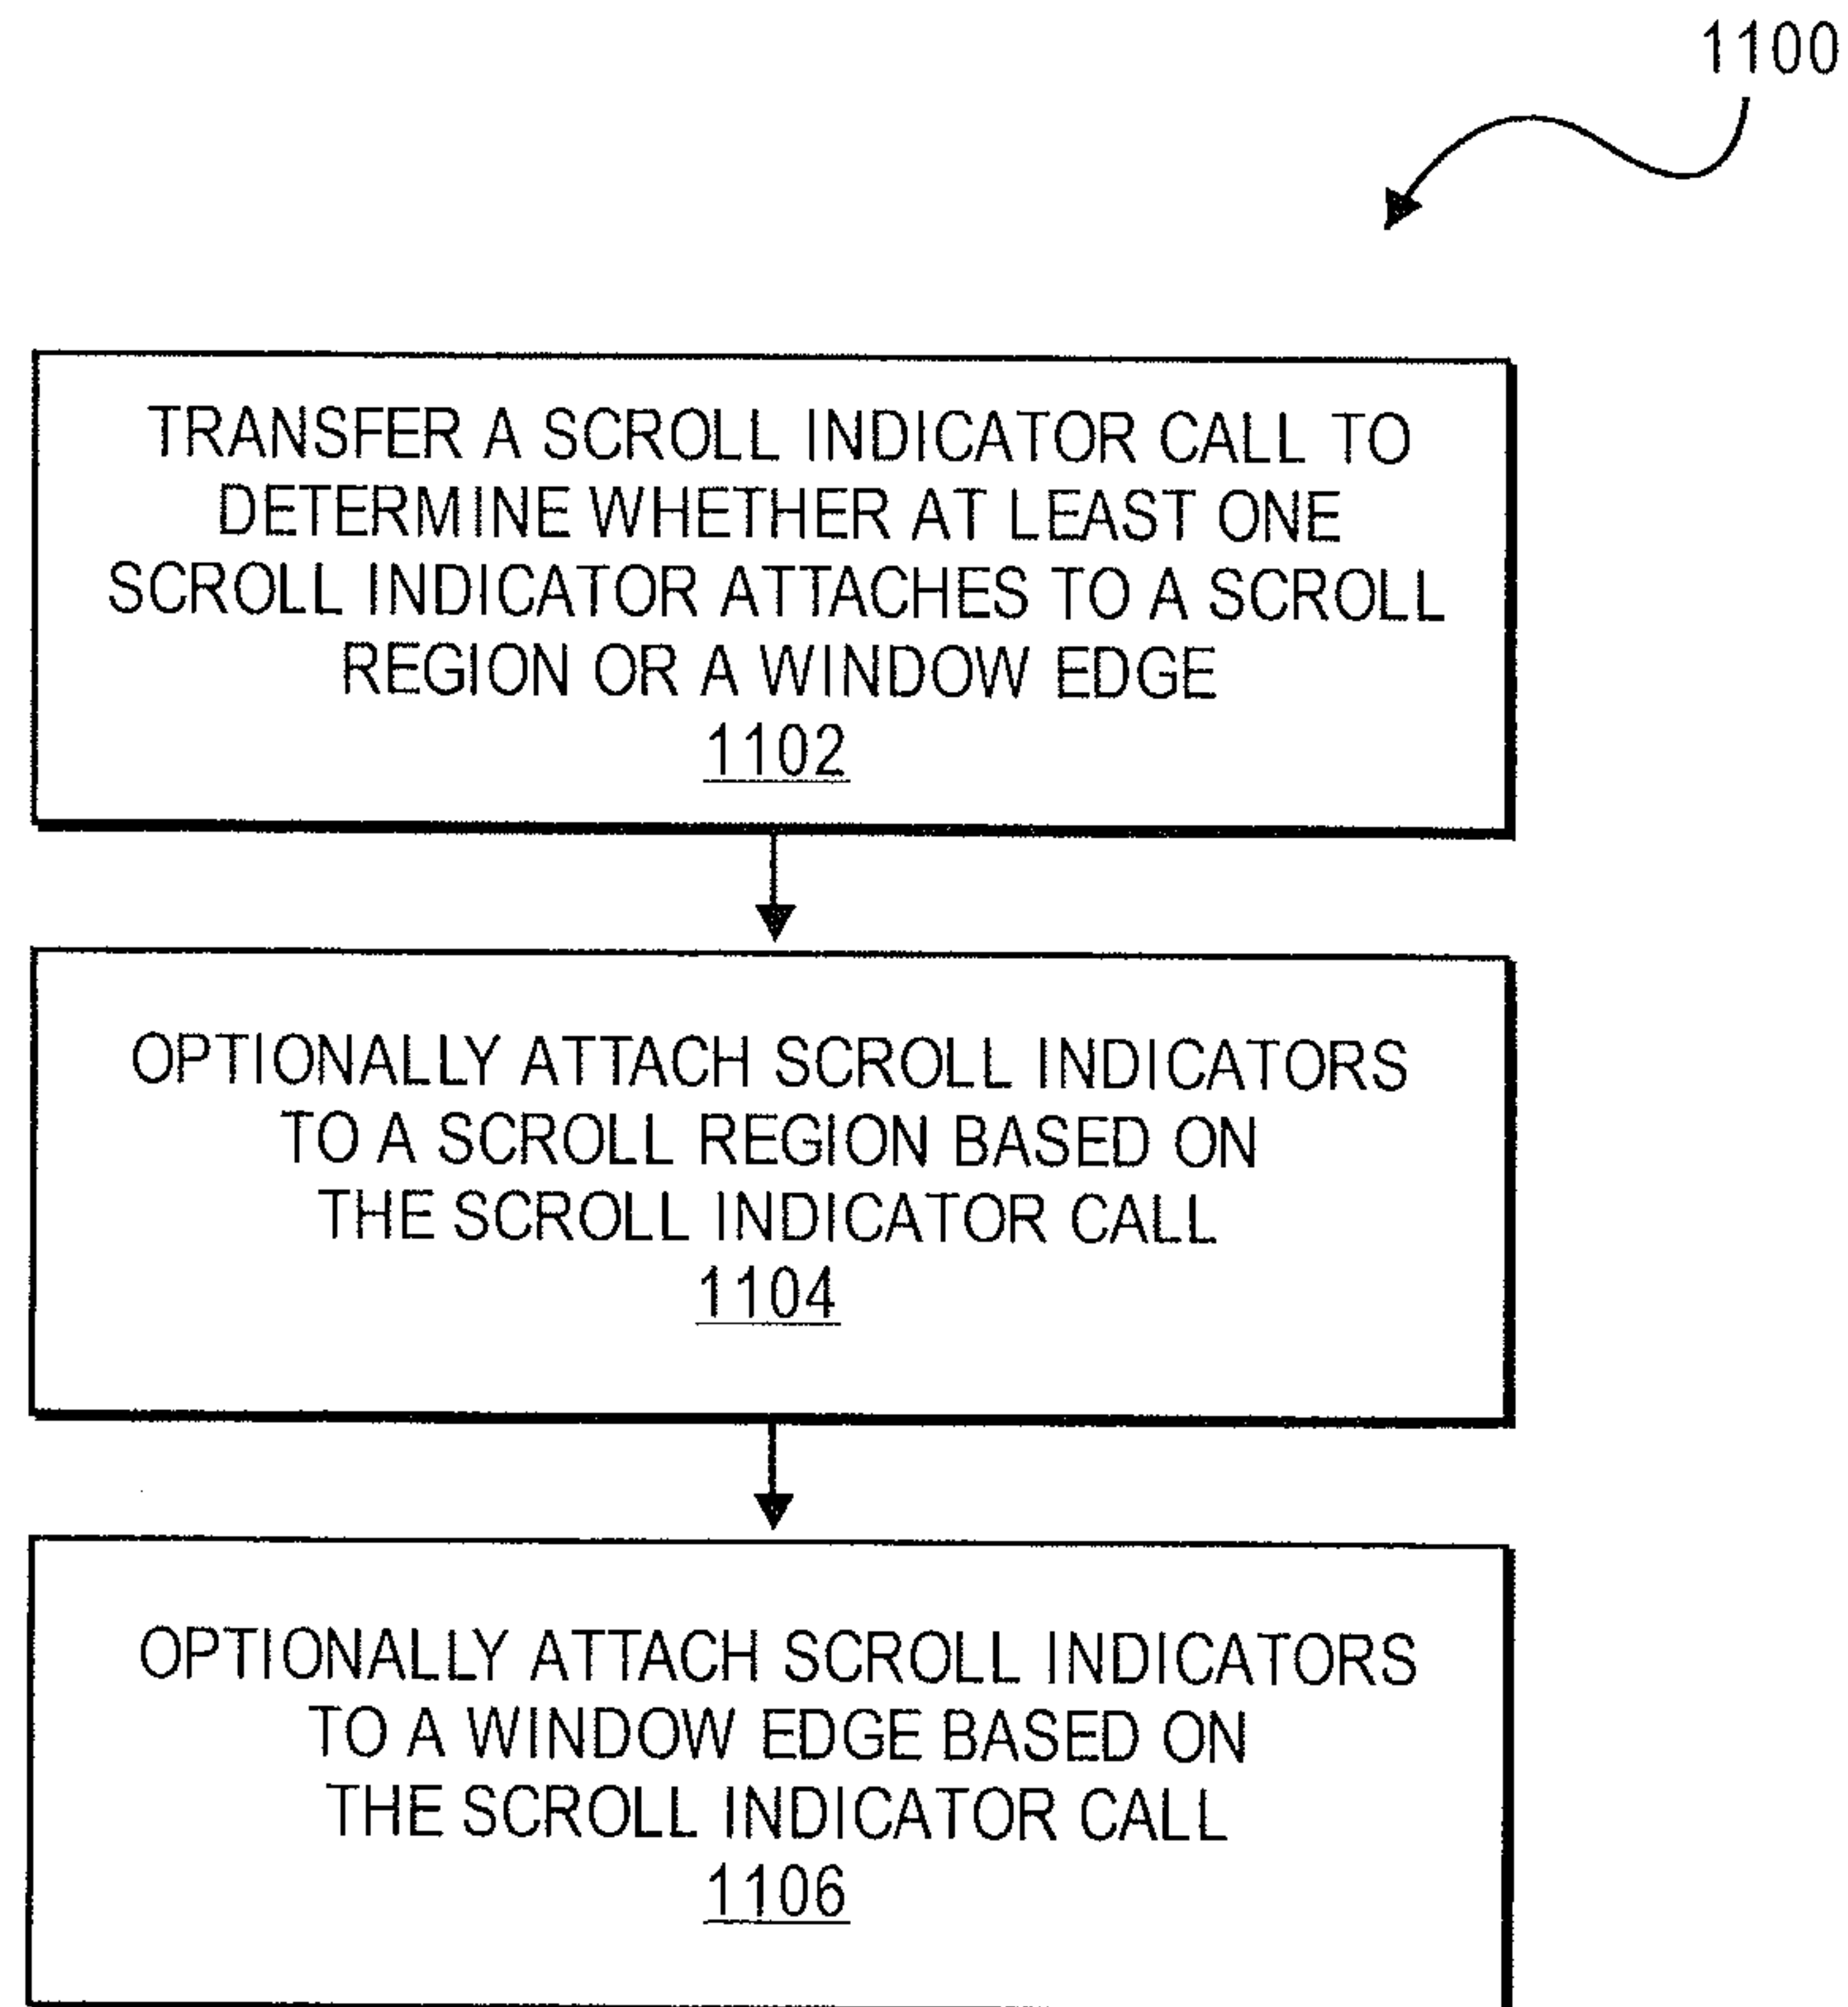 1100
TRANSFER A SCROLL INDICATOR CALL TO
DETERMINE WHETHER AT LEAST ONE
SCROLL INDICATOR ATTACHES TO A SCROLL
REGION OR A WINDOW EDGE
1102
OPTIONALLY ATTACH SCROLL INDICATORS
TO A SCROLL REGION BASED ON
THE SCROLL INDICATOR CALL
1104
OPTIONALLY ATTACH SCROLL INDICATORS
TO A WINDOW EDGE BASED ON
THE SCROLL INDICATOR CALL
1106